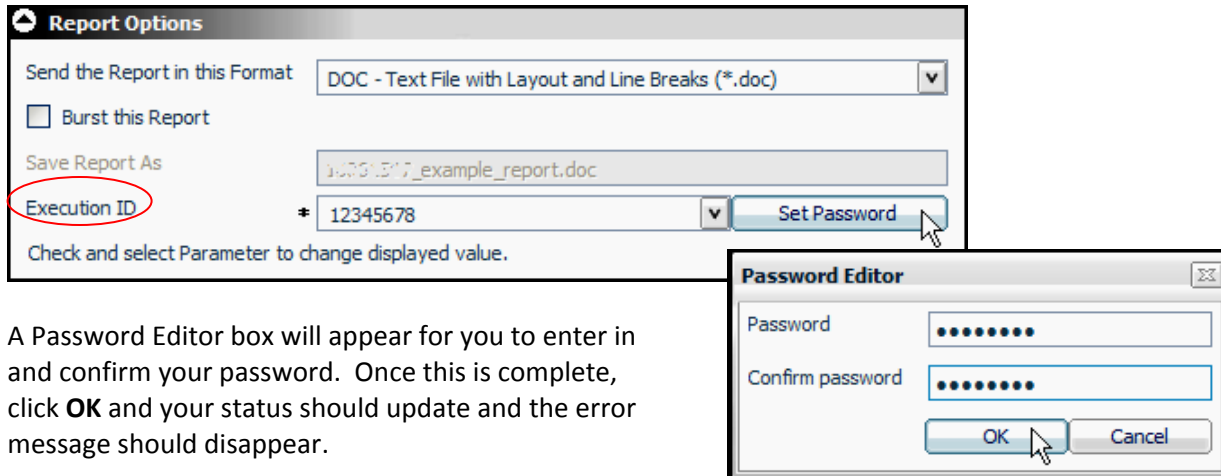 Report Options
Send the Report in this Format DOC - Text File with Layout and Line Breaks (*.doc)
Burst this Report
Save Report As _example_report.doc
Execution ID * 12345678 Set Password
Check and select Parameter to change displayed value.
Password Editor
Password ●●●●●●●●
Confirm password ●●●●●●●●
OK Cancel
A Password Editor box will appear for you to enter in
and confirm your password. Once this is complete,
click OK and your status should update and the error
message should disappear.